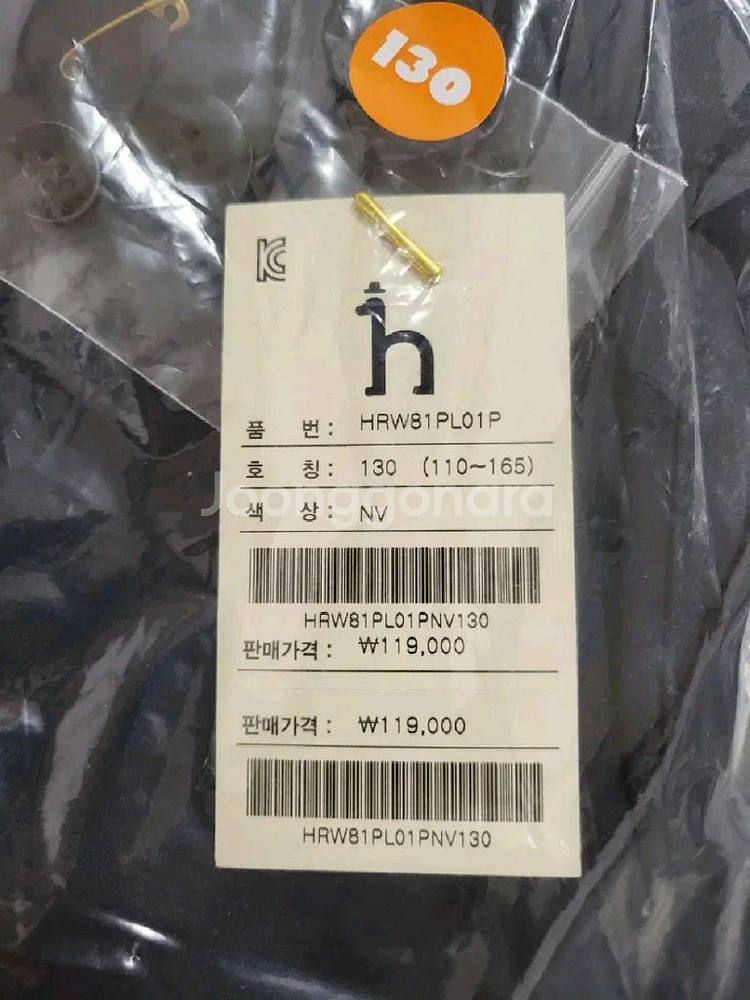 130
h
품 번 : HRW81PL01P
호 칭 : 130 (110~165)
Joonggonara
색 상 : NV
HRW81PL01PNV130
판매가격 : ₩119,000
판매가격 : ₩119,000
HRW81PL01PNV130